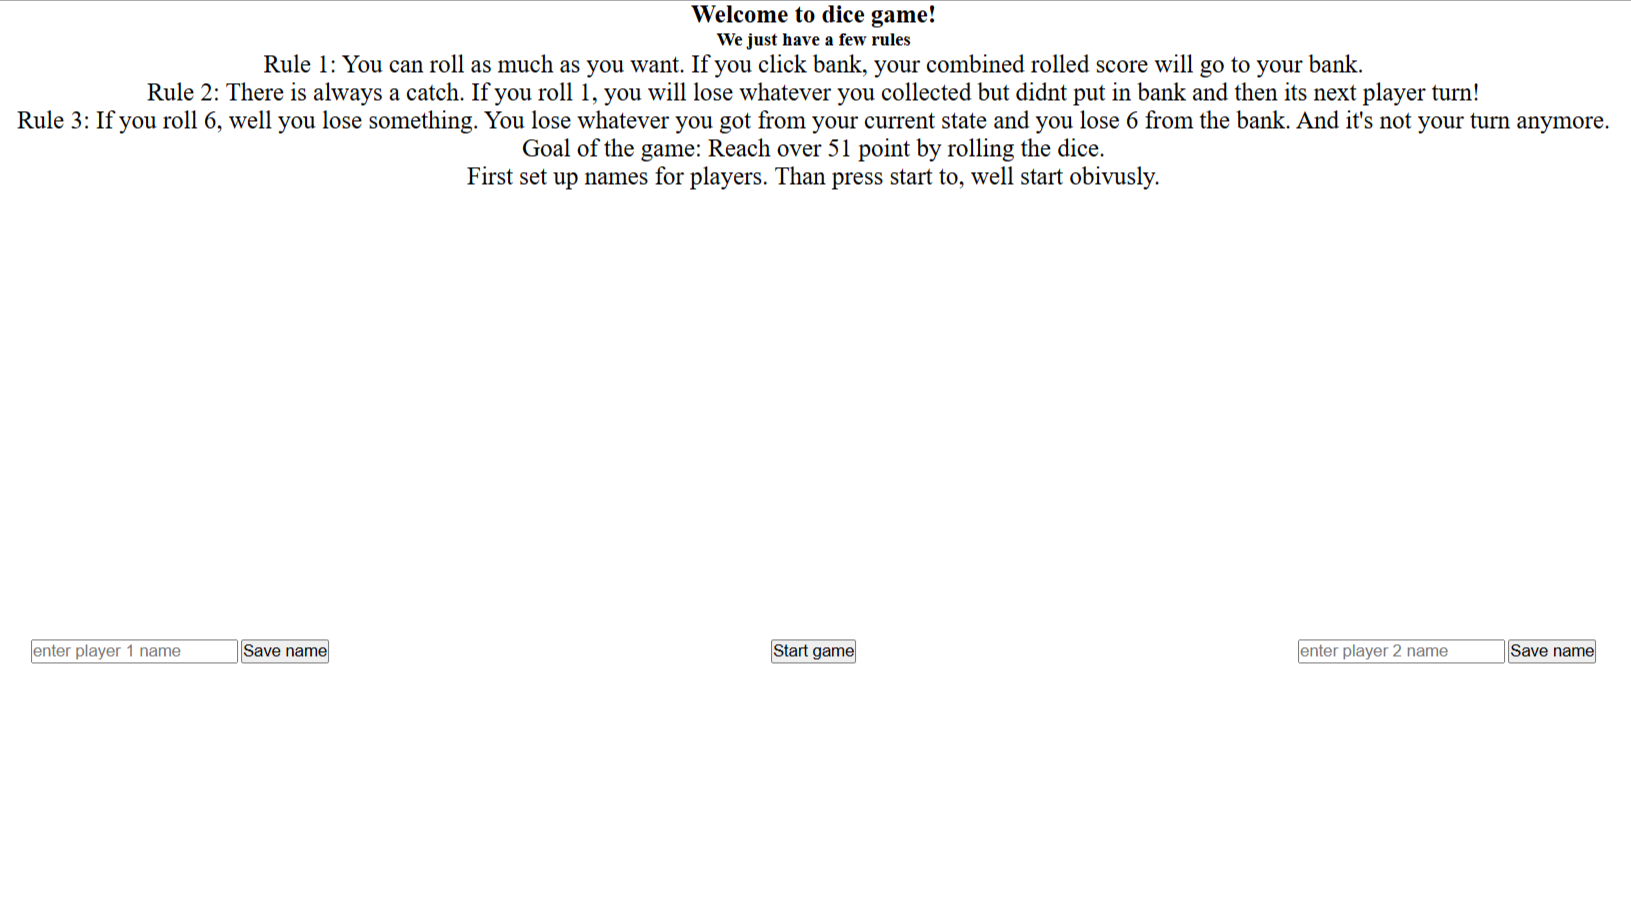 Welcome to dice game!
We just have a few rules
Rule 1: You can roll as much as you want. If you click bank, your combined rolled score will go to your bank.
Rule 2: There is always a catch. If you roll 1, you will lose whatever you collected but didnt put in bank and then its next player turn!
Rule 3: If you roll 6, well you lose something. You lose whatever you got from your current state and you lose 6 from the bank. And it's not your turn anymore.
Goal of the game: Reach over 51 point by rolling the dice.
First set up names for players. Than press start to, well start obivusly.
enter player 1 name Save name Start game enter player 2 name Save name